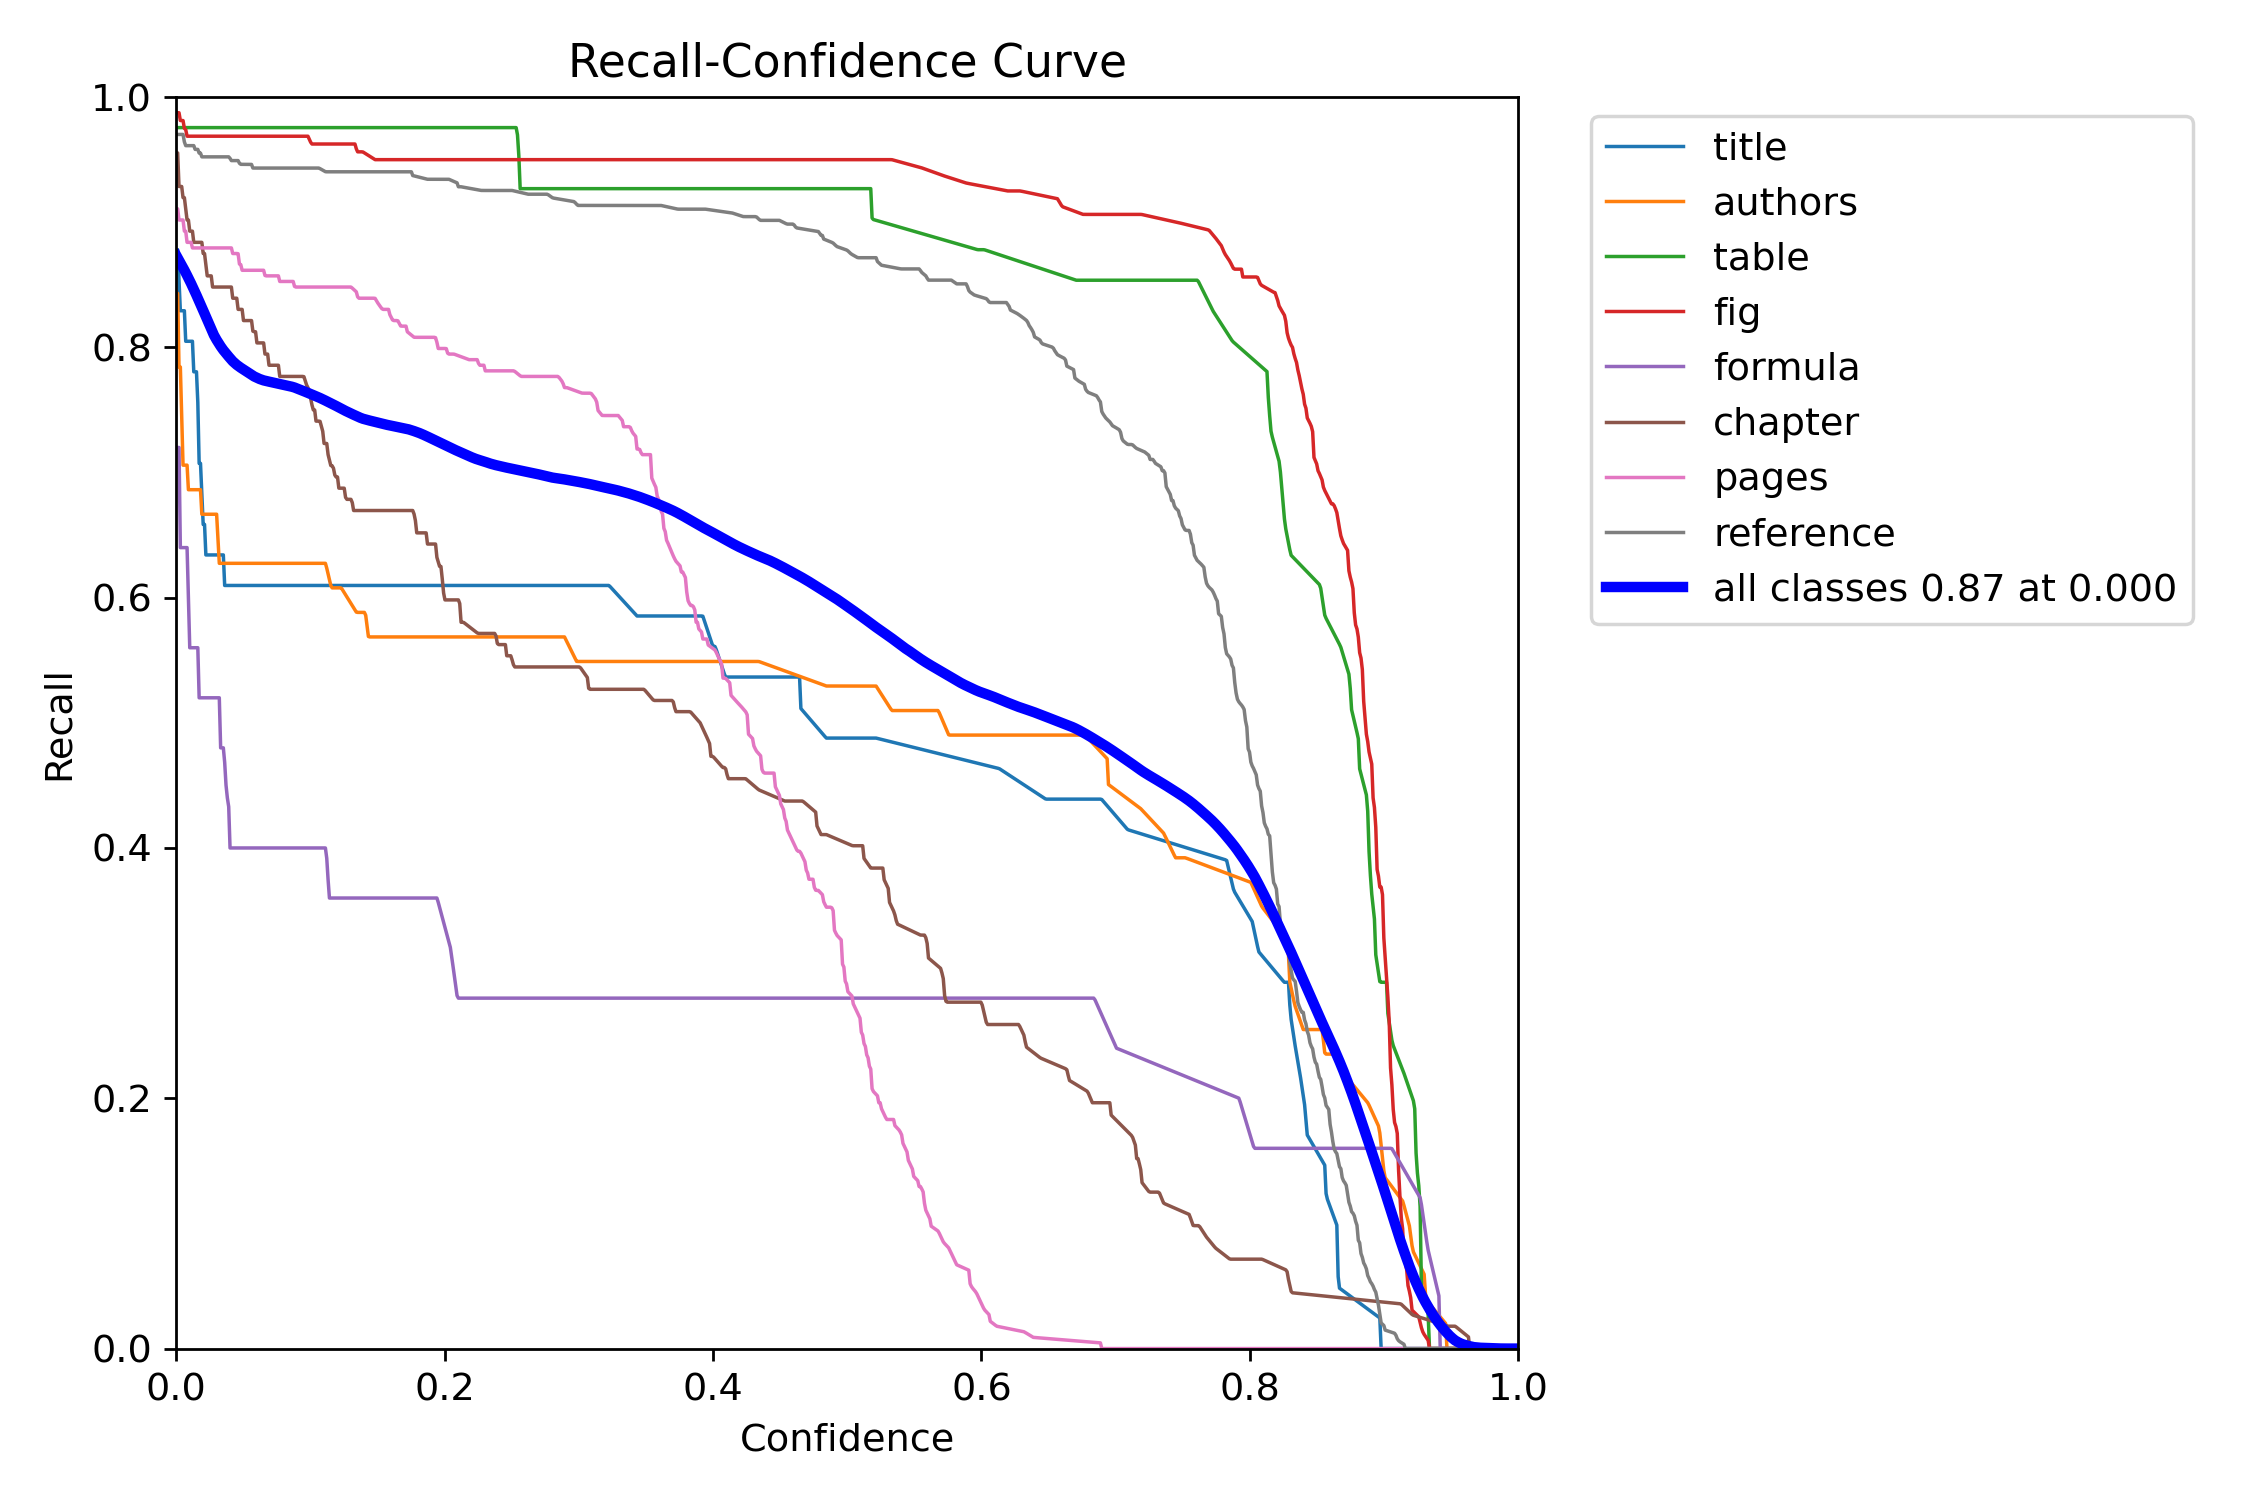 Recall-Confidence Curve
1.0
0.8
0.6
0.4
0.2
0.0
Recall
0.0 0.2 0.4 0.6 0.8 1.0
Confidence
title
authors
table
fig
formula
chapter
pages
reference
all classes 0.87 at 0.000